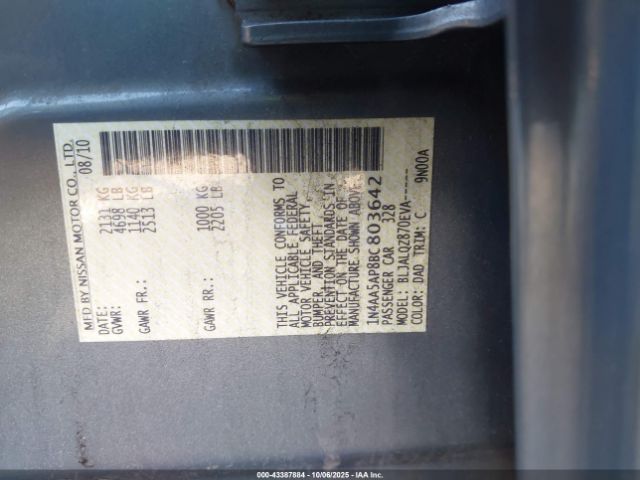 MFD BY NISSAN MOTOR CO., LTD.
DATE: 08/10
GVWR: 2131 KG
4698 LB
GAWR FR.: 1140 KG
2513 LB
GAWR RR.: 1000 KG
2205 LB
THIS VEHICLE CONFORMS TO
ALL APPLICABLE FEDERAL
MOTOR VEHICLE SAFETY,
BUMPER, AND THEFT
PREVENTION STANDARDS IN
EFFECT ON THE DATE OF
MANUFACTURE SHOWN ABOVE.
1N4AA5AP8BC803642
PASSENGER CAR 328
MODEL: BLJALQZ87OEVA-----
COLOR: DAD TRIM: C 9N00A
000-43387884 - 10/06/2025 - IAA, Inc.